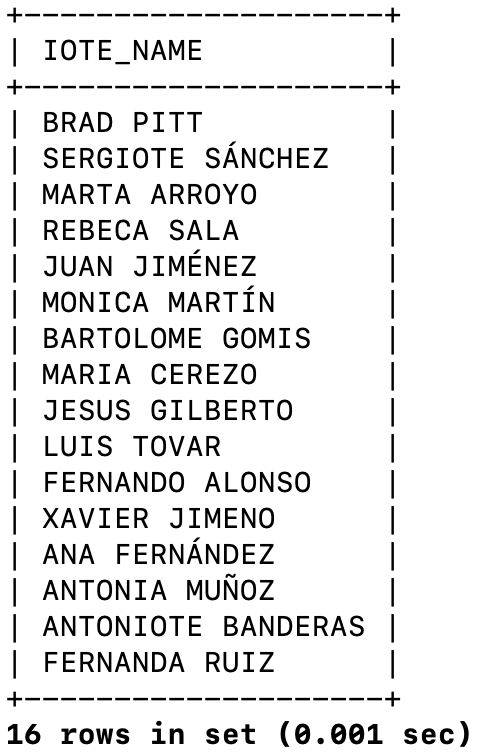 +--------------------+
| IOTE_NAME          |
+--------------------+
| BRAD PITT          |
| SERGIOTE SÁNCHEZ   |
| MARTA ARROYO       |
| REBECA SALA        |
| JUAN JIMÉNEZ       |
| MONICA MARTÍN      |
| BARTOLOME GOMIS    |
| MARIA CEREZO       |
| JESUS GILBERTO     |
| LUIS TOVAR         |
| FERNANDO ALONSO    |
| XAVIER JIMENO      |
| ANA FERNÁNDEZ      |
| ANTONIA MUÑOZ      |
| ANTONIOTE BANDERAS |
| FERNANDA RUIZ      |
+--------------------+
16 rows in set (0.001 sec)